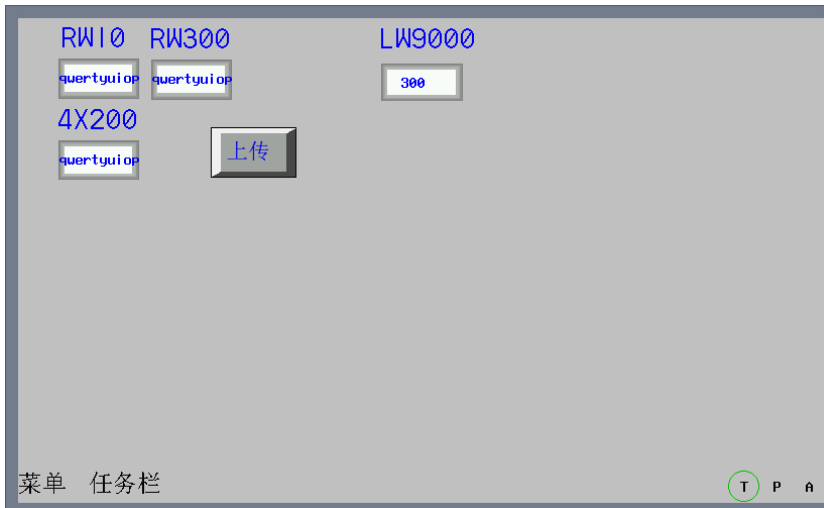 RW10 RW300 LW9000
qwertyuiop qwertyuiop 300
4X200
qwertyuiop 上传
菜单 任务栏 T P A